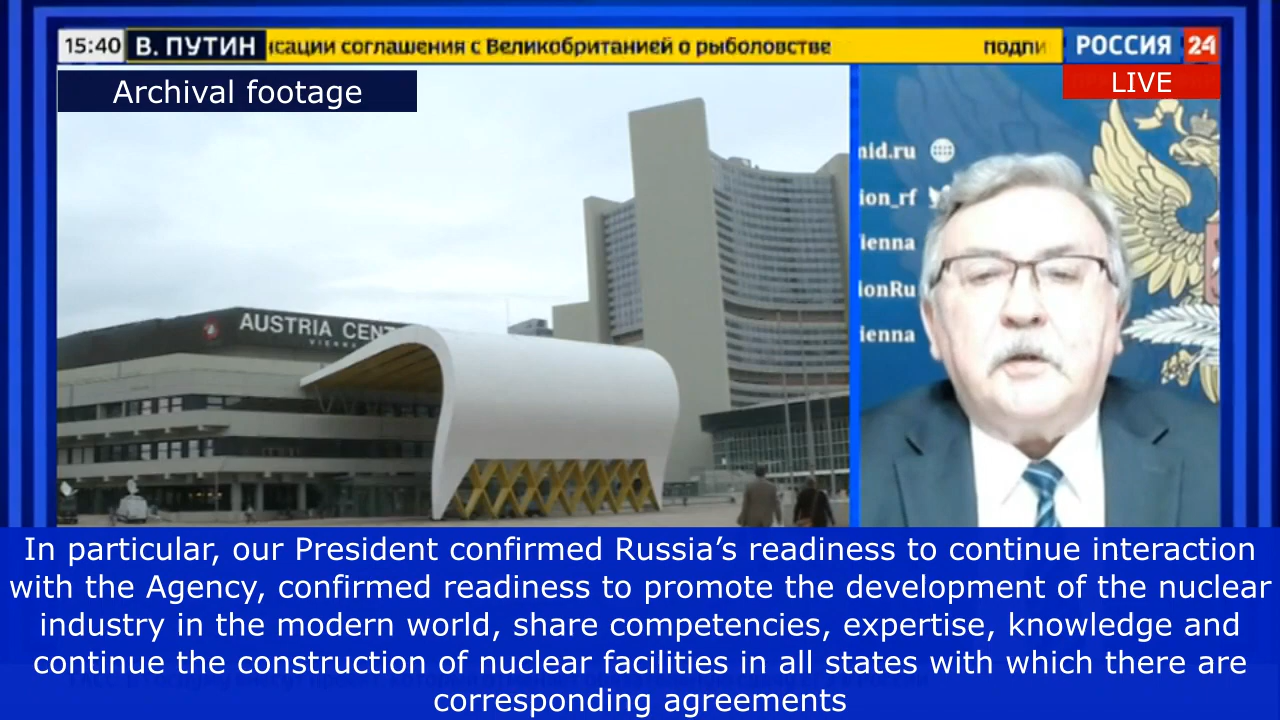 15:40 В. ПУТИН нсации соглашения с Великобританией о рыболовстве подпи РОССИЯ 24
Archival footage
LIVE
mid.ru
ion_rf
AUSTRIA CENT
VIENNA
ienna
ionRu
ienna
In particular, our President confirmed Russia’s readiness to continue interaction
with the Agency, confirmed readiness to promote the development of the nuclear
industry in the modern world, share competencies, expertise, knowledge and
continue the construction of nuclear facilities in all states with which there are
corresponding agreements